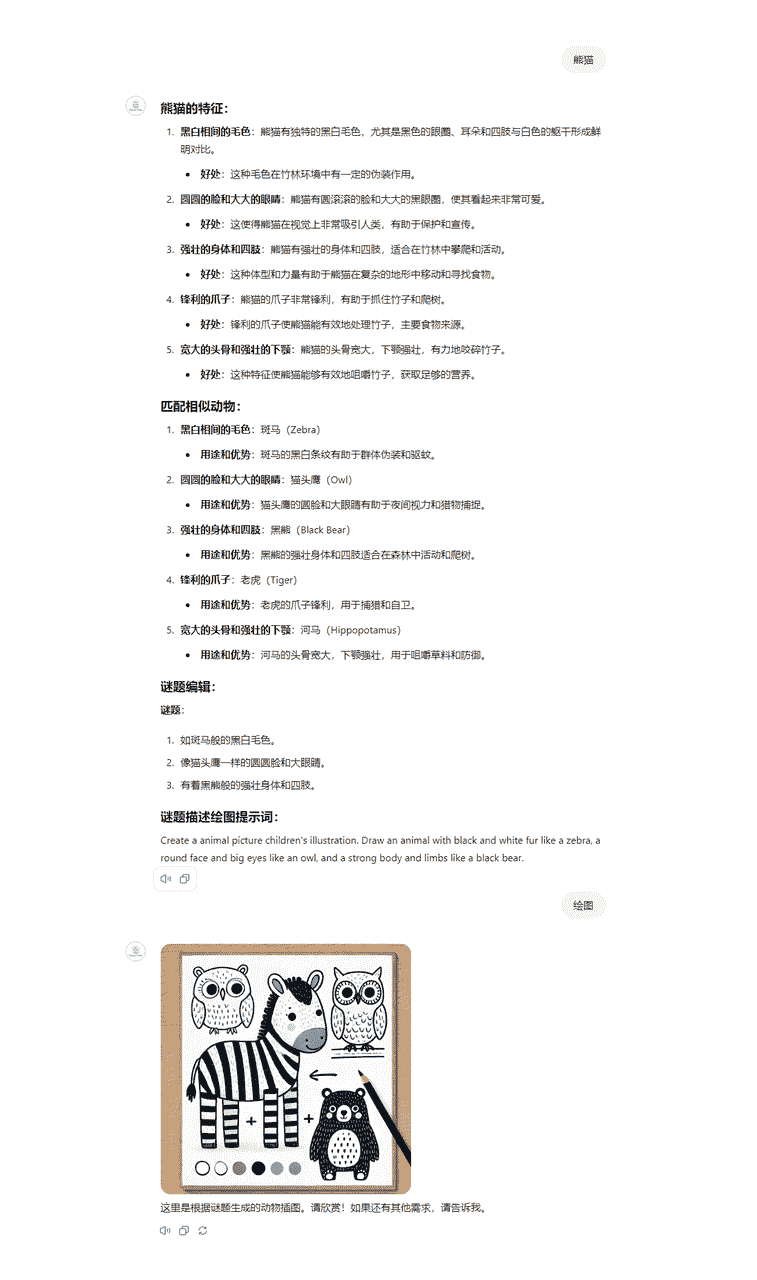 熊猫
熊猫的特征：
1. 黑白相间的毛色：熊猫有独特的黑白毛色，尤其是黑色的眼圈、耳朵和四肢与白色的躯干形成鲜
明对比。
• 好处：这种毛色在竹林环境中有一定的伪装作用。
2. 圆圆的脸和大大的眼睛：熊猫有圆滚滚的脸和大大的黑眼圈，使其看起来非常可爱。
• 好处：这使得熊猫在视觉上非常吸引人类，有助于保护和宣传。
3. 强壮的身体和四肢：熊猫有强壮的身体和四肢，适合在竹林中攀爬和活动。
• 好处：这种体型和力量有助于熊猫在复杂的地形中移动和寻找食物。
4. 锋利的爪子：熊猫的爪子非常锋利，有助于抓住竹子和爬树。
• 好处：锋利的爪子使熊猫能有效地处理竹子，主要食物来源。
5. 宽大的头骨和强壮的下颚：熊猫的头骨宽大，下颚强壮，有力地咬碎竹子。
• 好处：这种特征使熊猫能够有效地咀嚼竹子，获取足够的营养。
匹配相似动物：
1. 黑白相间的毛色：斑马（Zebra）
• 用途和优势：斑马的黑白条纹有助于群体伪装和驱蚊。
2. 圆圆的脸和大大的眼睛：猫头鹰（Owl）
• 用途和优势：猫头鹰的圆脸和大眼睛有助于夜间视力和猎物捕捉。
3. 强壮的身体和四肢：黑熊（Black Bear）
• 用途和优势：黑熊的强壮身体和四肢适合在森林中活动和爬树。
4. 锋利的爪子：老虎（Tiger）
• 用途和优势：老虎的爪子锋利，用于捕猎和自卫。
5. 宽大的头骨和强壮的下颚：河马（Hippopotamus）
• 用途和优势：河马的头骨宽大，下颚强壮，用于咀嚼草料和防御。
谜题编辑：
谜题：
1. 如斑马般的黑白毛色。
2. 像猫头鹰一样的圆圆脸和大眼睛。
3. 有着黑熊般的强壮身体和四肢。
谜题描述绘图提示词：
Create a animal picture children's illustration. Draw an animal with black and white fur like a zebra, a
round face and big eyes like an owl, and a strong body and limbs like a black bear.
绘图
这里是根据谜题生成的动物插图。请欣赏！如果还有其他需求，请告诉我。